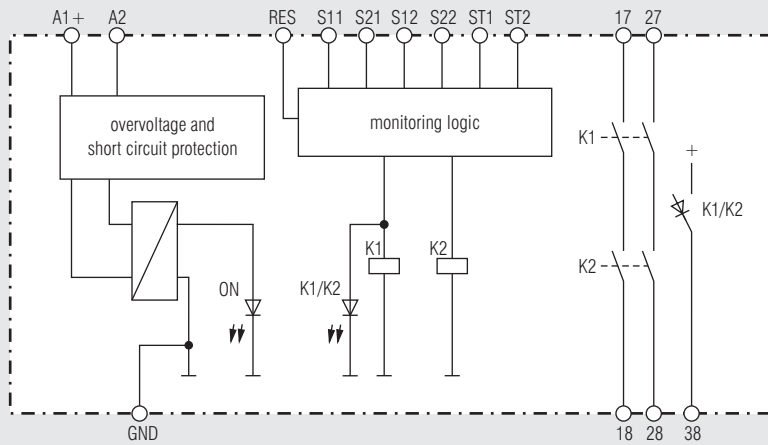 A1+ A2 RES S11 S21 S12 S22 ST1 ST2 17 27
overvoltage and
short circuit protection
monitoring logic
K1
+
K1/K2
K1 K2
K2
ON K1/K2
GND 18 28 38